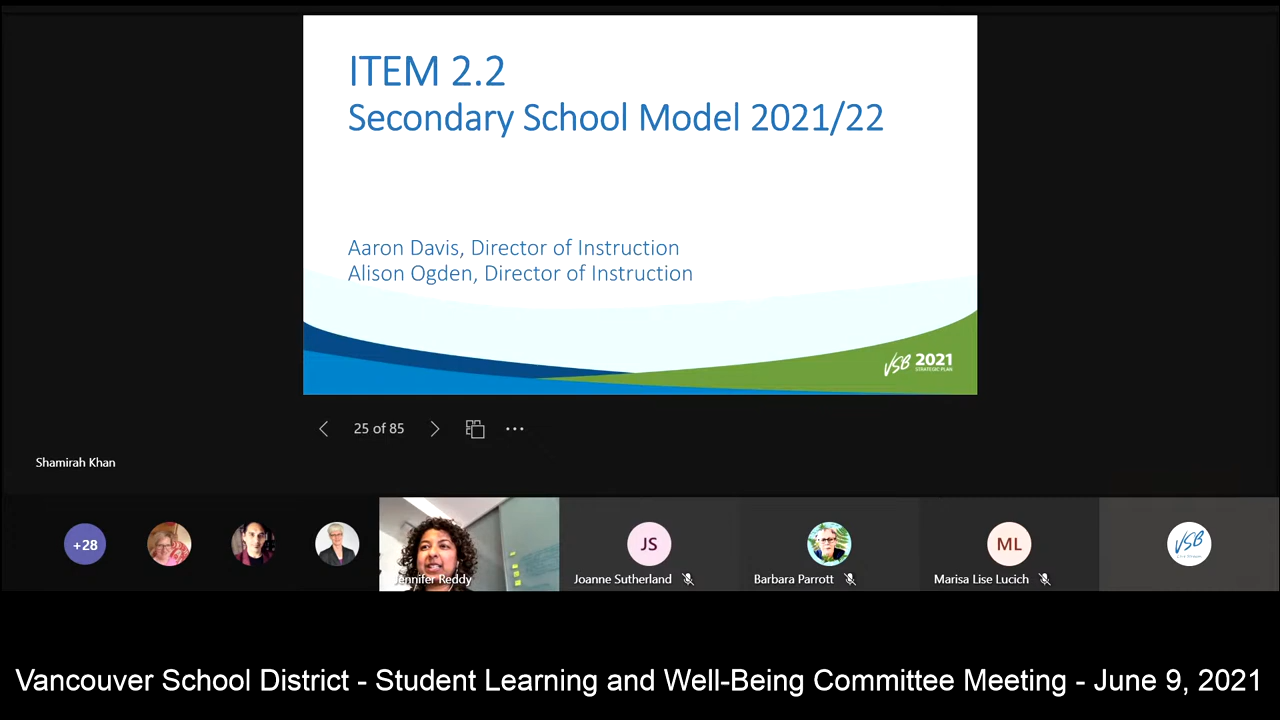 ITEM 2.2
Secondary School Model 2021/22
Aaron Davis, Director of Instruction
Alison Ogden, Director of Instruction
VSB 2021
STRATEGIC PLAN
25 of 85
Shamirah Khan
+28
Jennifer Reddy
JS
Joanne Sutherland
Barbara Parrott
ML
Marisa Lise Lucich
VSB
Vancouver School District - Student Learning and Well-Being Committee Meeting - June 9, 2021